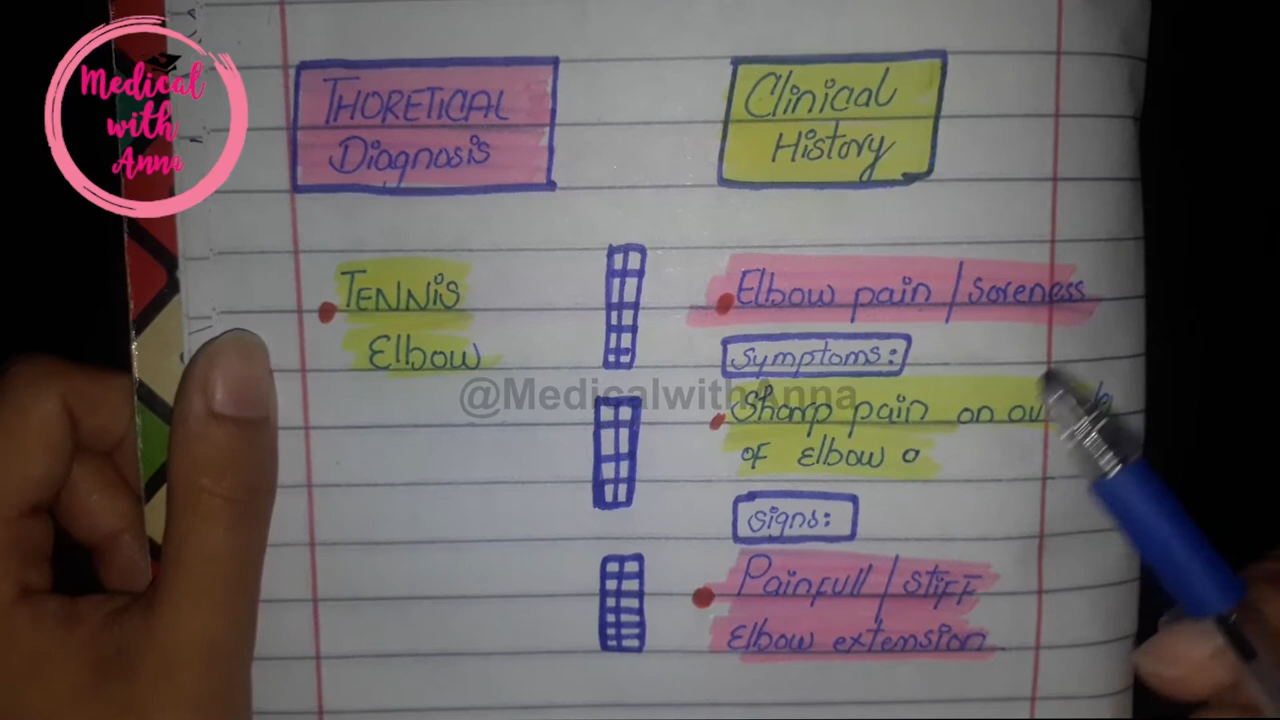 Medical
with
Anna
THORETICAL
Diagnosis
Clinical
History
TENNIS
Elbow
Elbow pain / soreness
Symptoms:
@MedicalwithAnna
Sharp pain on
of Elbow
Signs:
Painfull / STIFF
Elbow extension